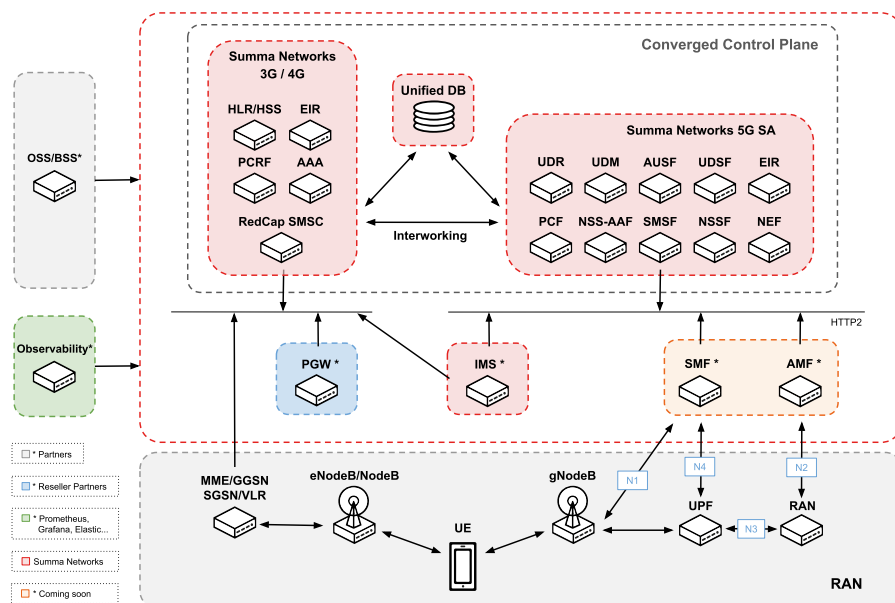 Converged Control Plane
Summa Networks
3G / 4G
HLR/HSS
EIR
PCRF
AAA
RedCap SMSC
Unified DB
Interworking
Summa Networks 5G SA
UDR
UDM
AUSF
UDSF
EIR
PCF
NSS-AAF
SMSF
NSSF
NEF
OSS/BSS*
HTTP2
Observability*
PGW *
IMS *
SMF *
AMF *
* Partners
* Reseller Partners
* Prometheus,
Grafana, Elastic...
Summa Networks
* Coming soon
MME/GGSN
SGSN/VLR
eNodeB/NodeB
UE
gNodeB
N1
N4
N2
UPF
N3
RAN
RAN